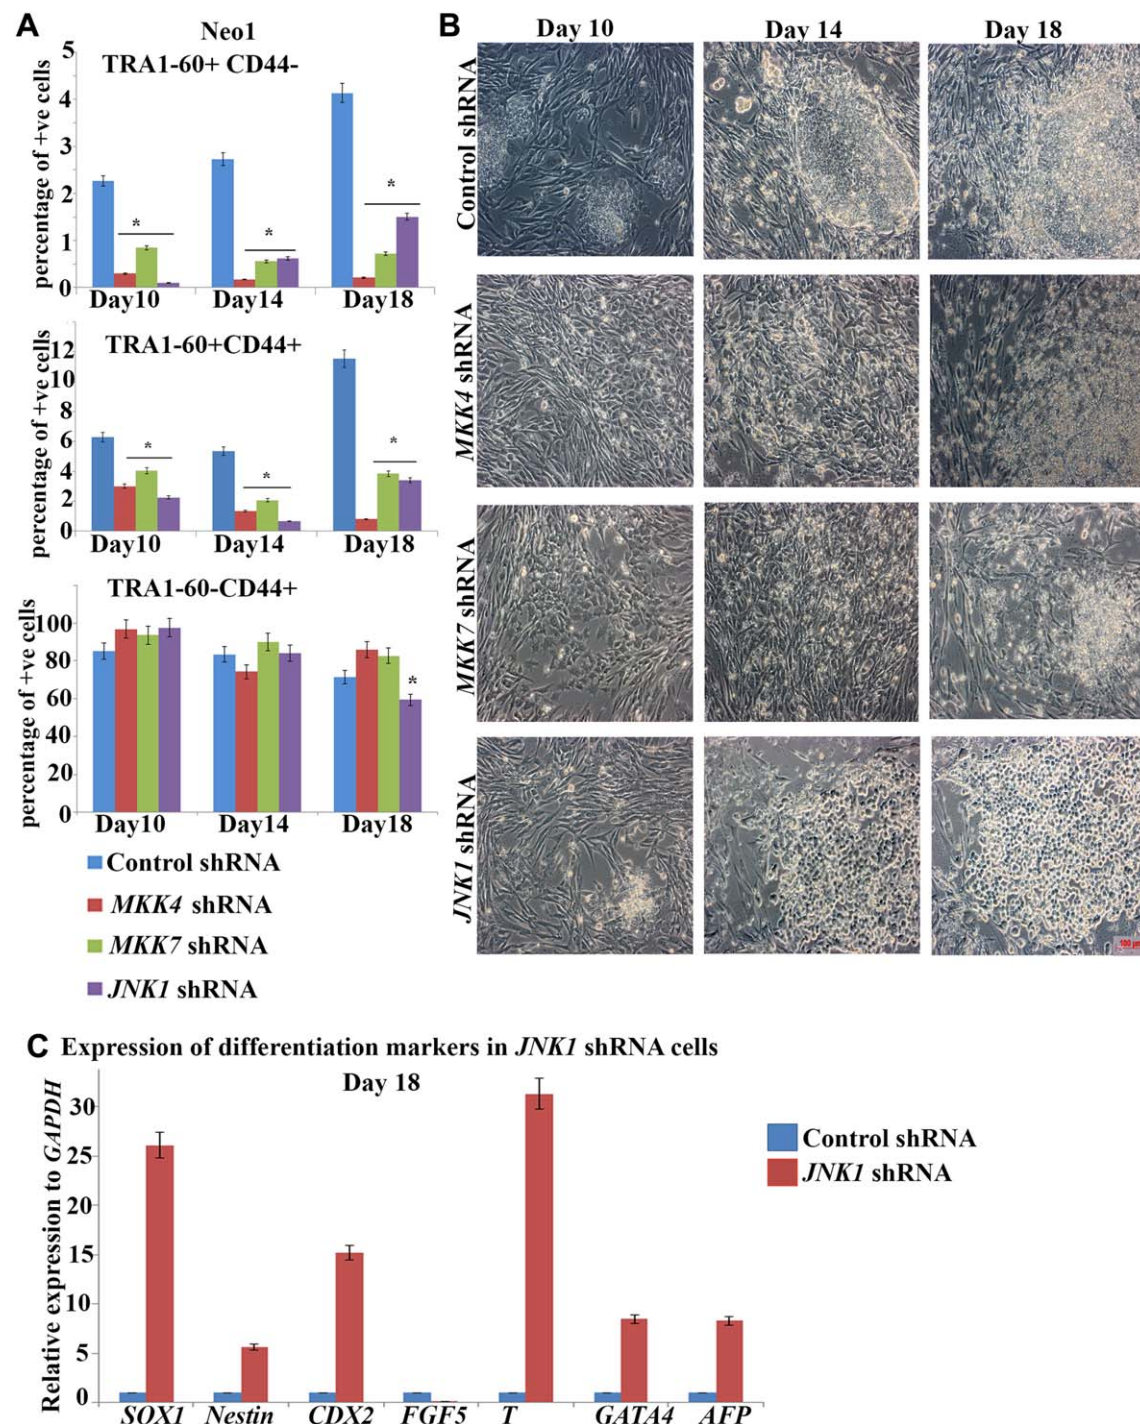 A
Neo1
percentage of +ve cells
TRA1-60+ CD44-
5
4
3
2
1
0
*
*
*
Day10 Day14 Day18
percentage of +ve cells
TRA1-60+CD44+
12
10
8
6
4
2
0
*
*
*
Day10 Day14 Day18
percentage of +ve cells
TRA1-60-CD44+
100
80
60
40
20
0
*
Day10 Day14 Day18
Control shRNA
MKK4 shRNA
MKK7 shRNA
JNK1 shRNA
B
Day 10 Day 14 Day 18
Control shRNA
MKK4 shRNA
MKK7 shRNA
JNK1 shRNA
100 µm
C Expression of differentiation markers in JNK1 shRNA cells
Day 18
Relative expression to GAPDH
30
25
20
15
10
5
0
SOX1 Nestin CDX2 FGF5 T GATA4 AFP
Control shRNA
JNK1 shRNA